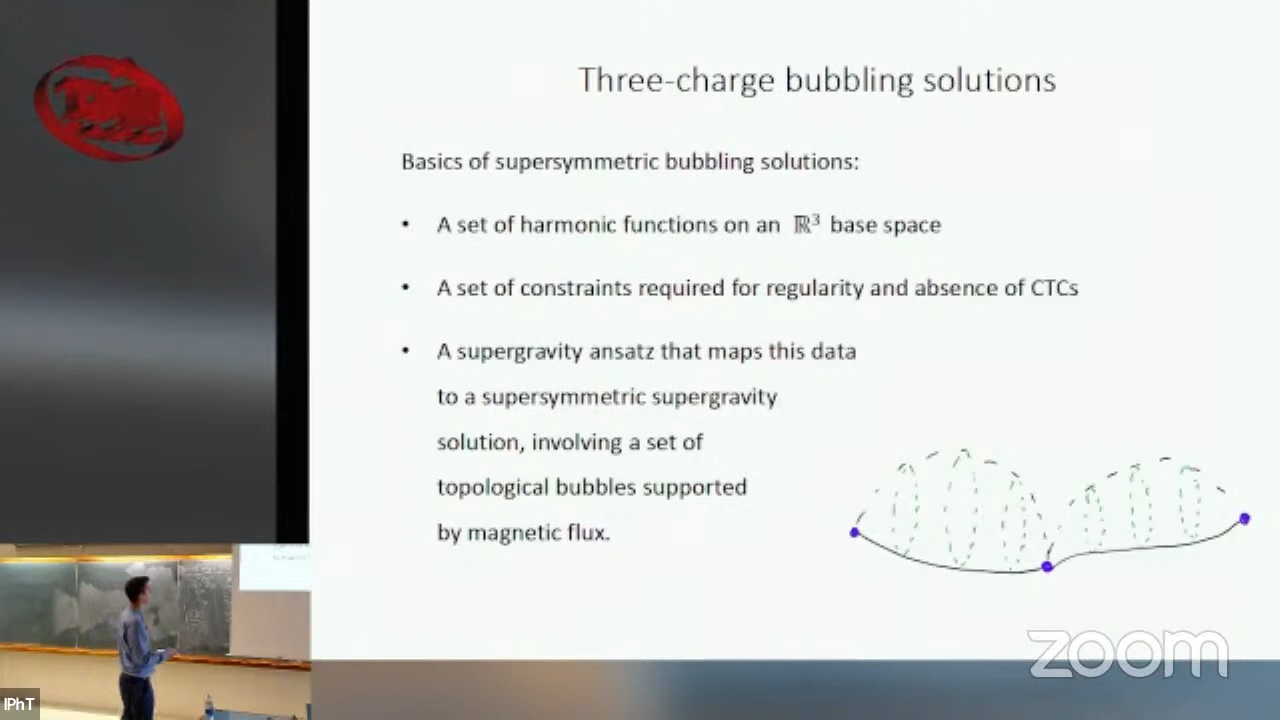 Three-charge bubbling solutions
Basics of supersymmetric bubbling solutions:
• A set of harmonic functions on an ℝ³ base space
• A set of constraints required for regularity and absence of CTCs
• A supergravity ansatz that maps this data
to a supersymmetric supergravity
solution, involving a set of
topological bubbles supported
by magnetic flux.
zoom
IPhT